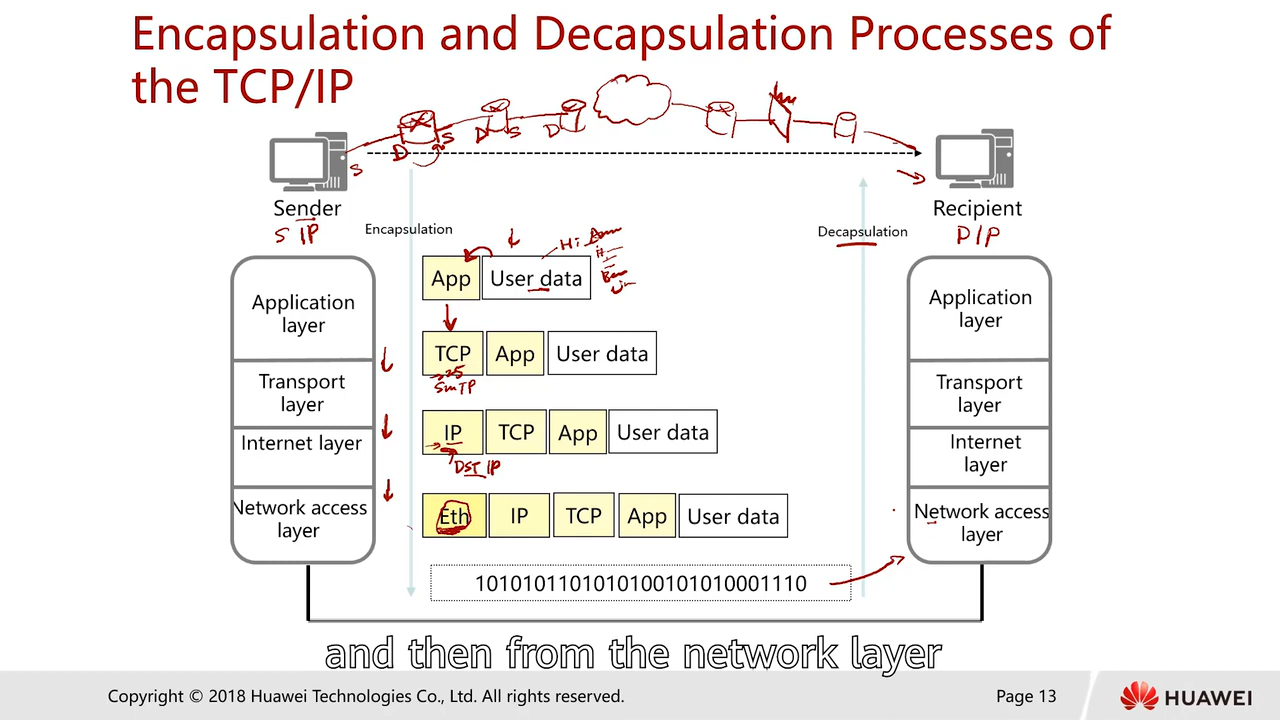 Encapsulation and Decapsulation Processes of
the TCP/IP
S
D
S
D
S
D
Sender
S IP
Recipient
DIP
Encapsulation
Decapsulation
Hi
App
User data
Application
layer
Application
layer
TCP
App
User data
25
SMTP
Transport
layer
Transport
layer
IP
TCP
App
User data
DST IP
Internet layer
Internet
layer
Eth
IP
TCP
App
User data
Network access
layer
Network access
layer
1010101101010100101010001110
and then from the network layer
Copyright © 2018 Huawei Technologies Co., Ltd. All rights reserved.
Page 13
HUAWEI